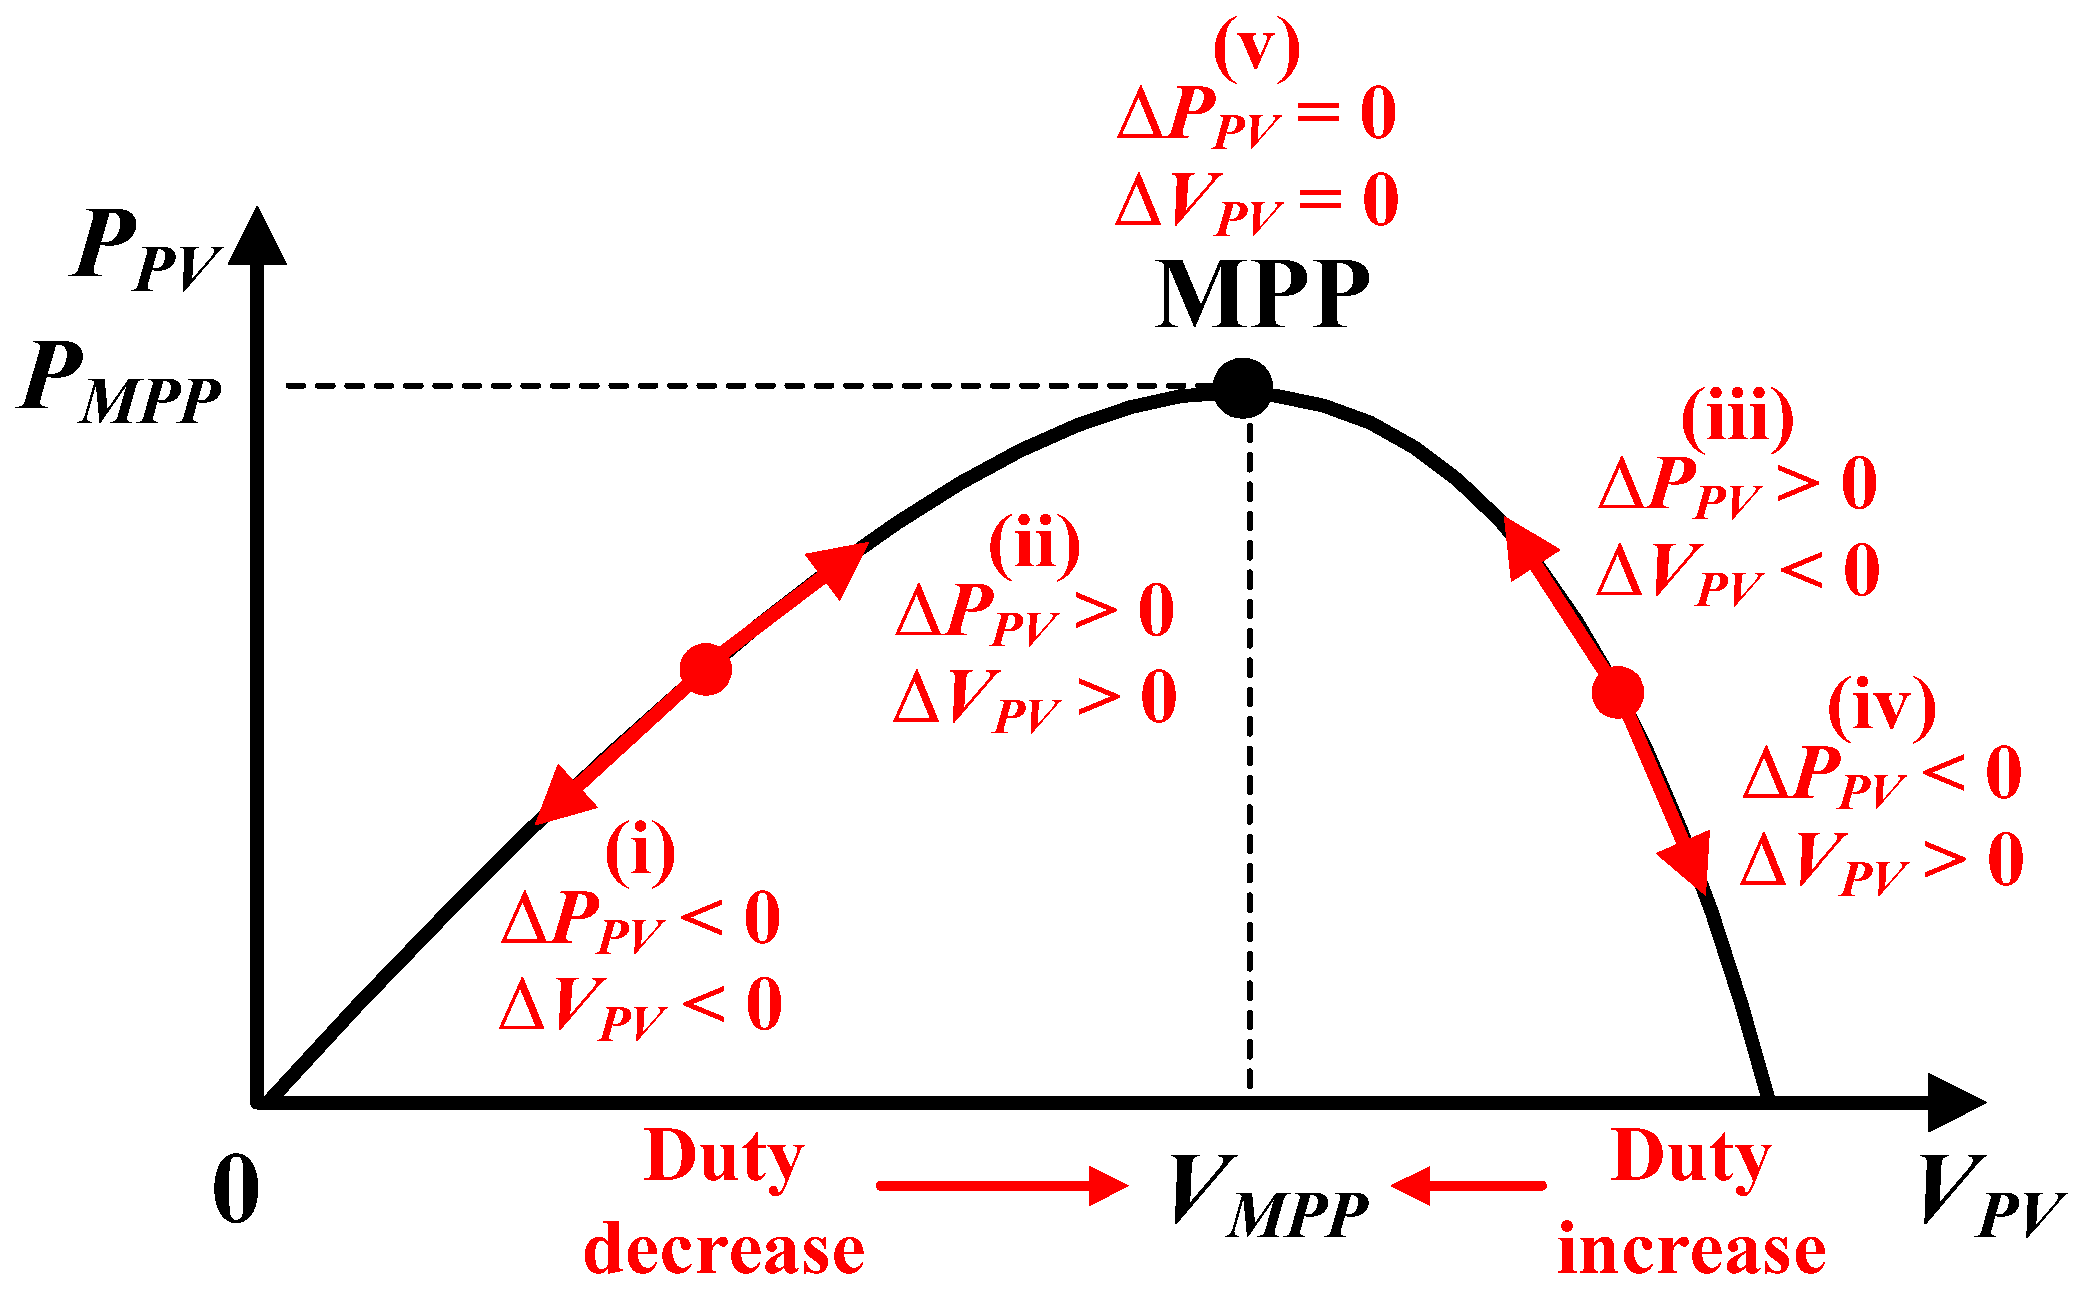 (v)
ΔP_PV = 0
ΔV_PV = 0
MPP
P_PV
P_MPP
(iii)
ΔP_PV > 0
ΔV_PV < 0
(ii)
ΔP_PV > 0
ΔV_PV > 0
(iv)
ΔP_PV < 0
ΔV_PV > 0
(i)
ΔP_PV < 0
ΔV_PV < 0
0
Duty
decrease
V_MPP
Duty
increase
V_PV